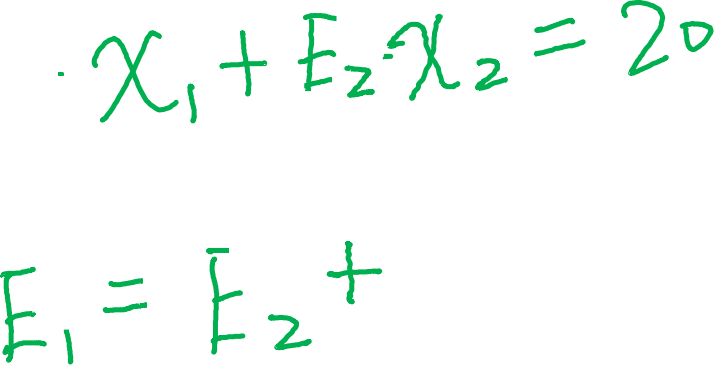 · x₁ + E₂ · x₂ = 20
E₁ = E₂ +